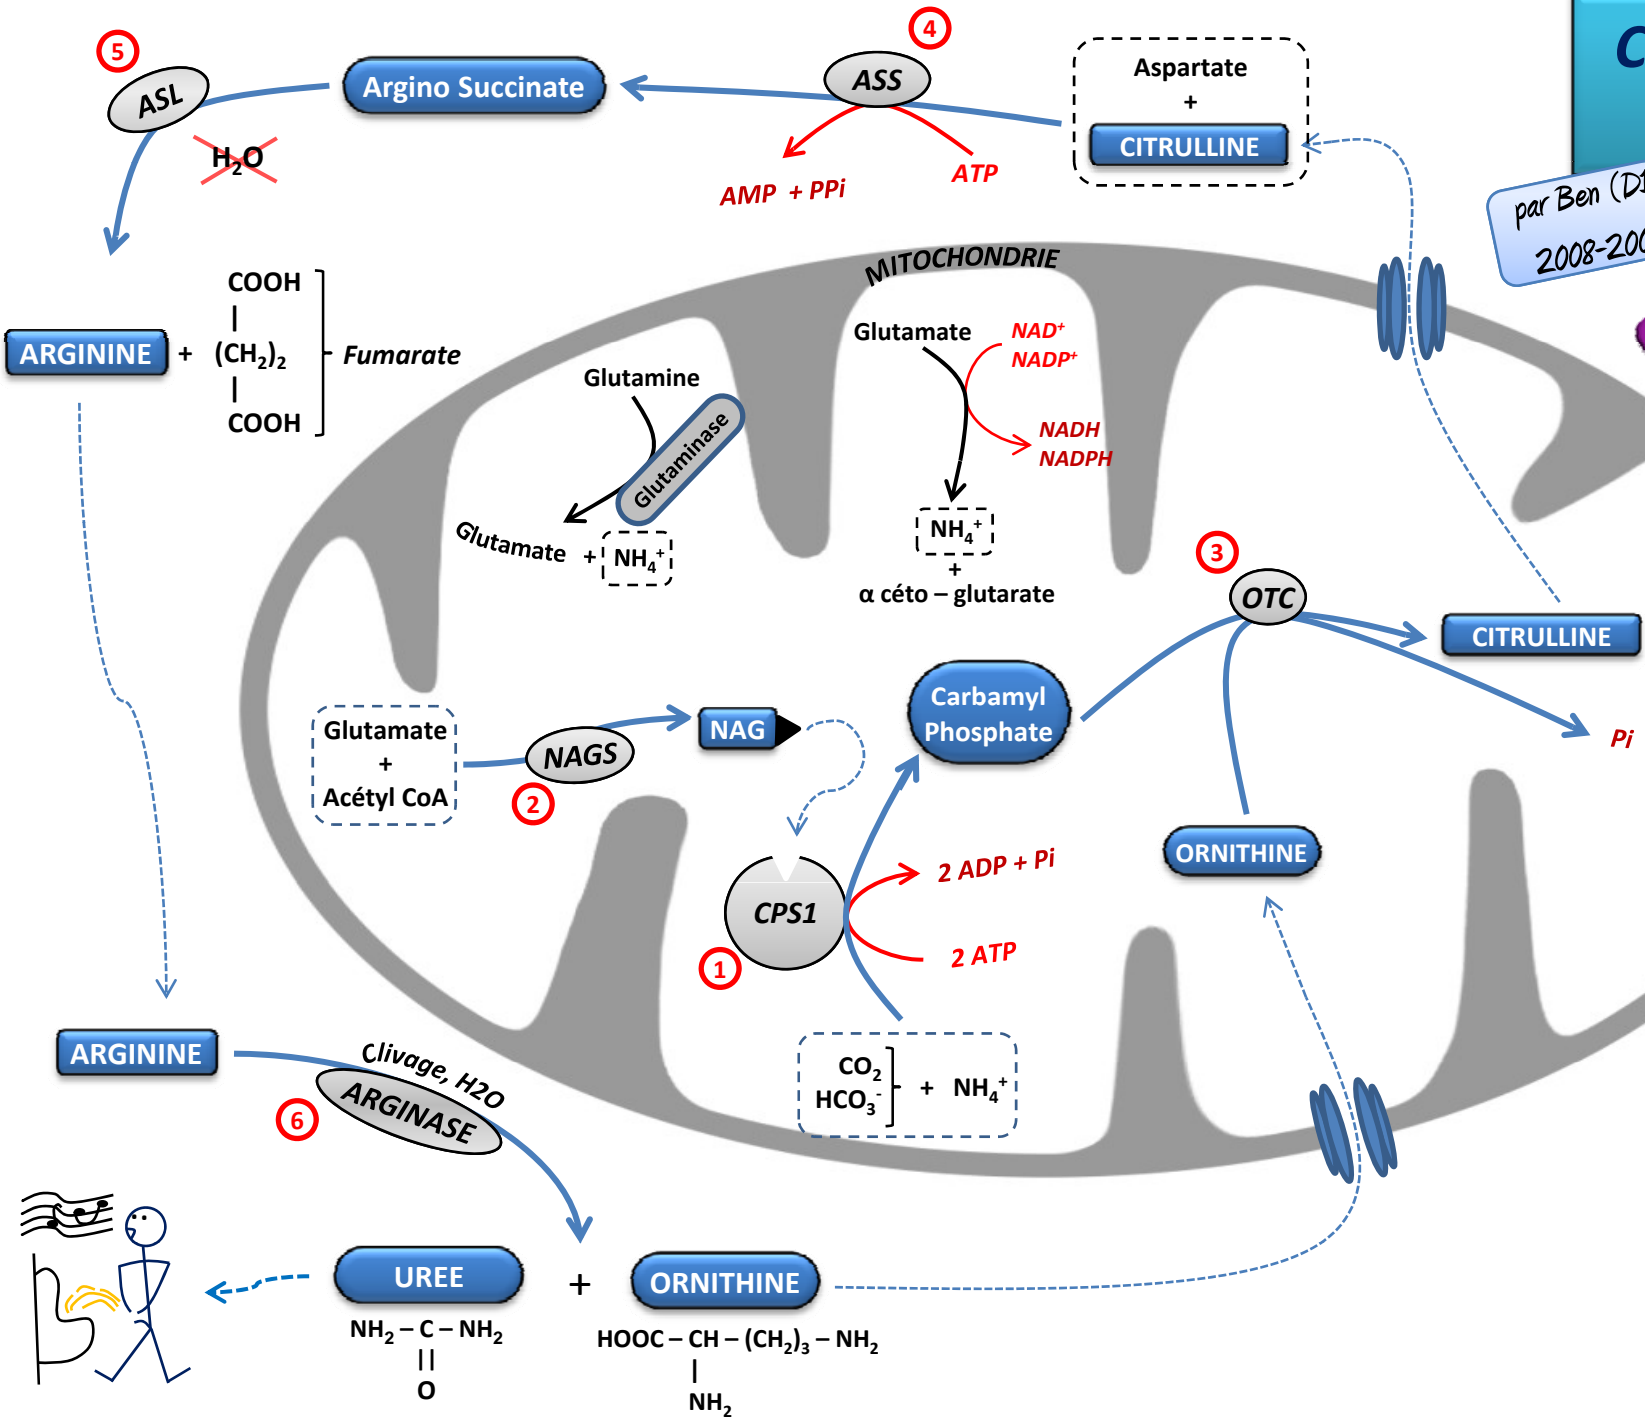 5
ASL
H2O
Argino Succinate
4
ASS
AMP + PPi
ATP
Aspartate
+
CITRULLINE
C
par Ben (D1
2008-200
ARGININE +
COOH
(CH2)2
COOH
Fumarate
MITOCHONDRIE
Glutamine
Glutaminase
Glutamate + NH4+
Glutamate
NAD+
NADP+
NADH
NADPH
NH4+
+
α céto – glutarate
3
OTC
CITRULLINE
Pi
Glutamate
+
Acétyl CoA
NAGS
2
NAG
Carbamyl
Phosphate
ORNITHINE
CPS1
1
2 ADP + Pi
2 ATP
CO2
HCO3-
+ NH4+
ARGININE
Clivage, H2O
ARGINASE
6
UREE + ORNITHINE
NH2 – C – NH2
O
HOOC – CH – (CH2)3 – NH2
NH2